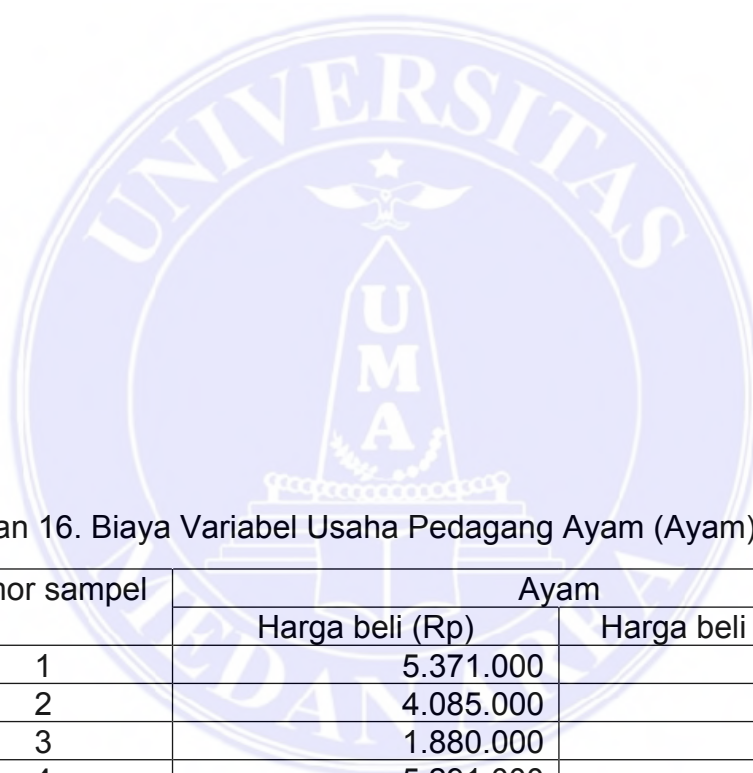 UNIVERSITAS
U
M
A
MEDAN AREA
an 16. Biaya Variabel Usaha Pedagang Ayam (Ayam)
nor sampel Ayam
Harga beli (Rp) Harga beli
1 5.371.000
2 4.085.000
3 1.880.000